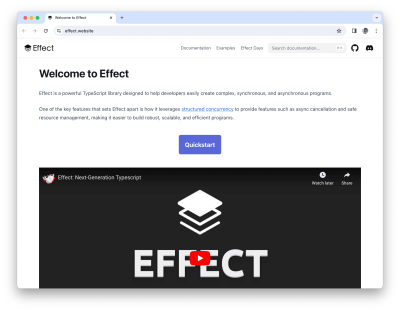 Welcome to Effect
effect.website
Effect
Documentation
Examples
Effect Days
Search documentation...
Welcome to Effect
Effect is a powerful TypeScript library designed to help developers easily create complex, synchronous, and asynchronous programs.
One of the key features that sets Effect apart is how it leverages structured concurrency to provide features such as async cancellation and safe
resource management, making it easier to build robust, scalable, and efficient programs.
Quickstart
Effect: Next-Generation Typescript
Watch later
Share
EFFECT